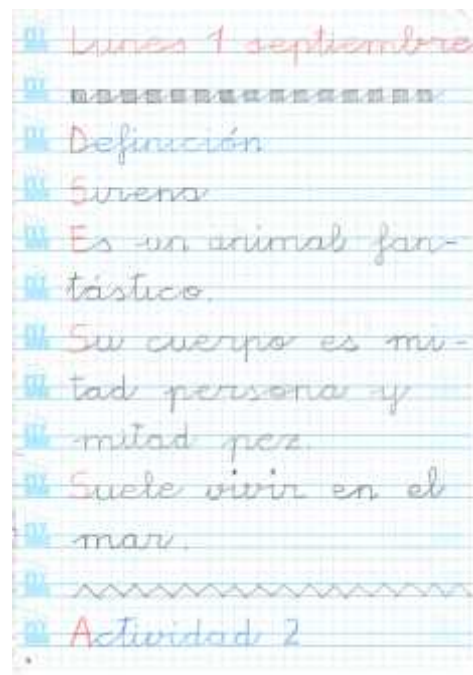 Lunes 1 septiembre
Definición
Sirena
Es un animal fan-
tástico.
Su cuerpo es mi-
tad persona y
mitad pez.
Suele vivir en el
mar.
Actividad 2